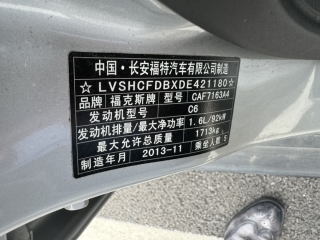 中国·长安福特汽车有限公司制造
☆LVSHCFDBXDE421180☆
品牌 福克斯牌 型号 CAF7163A4
发动机型号 C6
发动机排量/最大净功率 1.6L/92kW
最大允许总质量 1713kg
制造年月 2013-11 乘坐人数 5